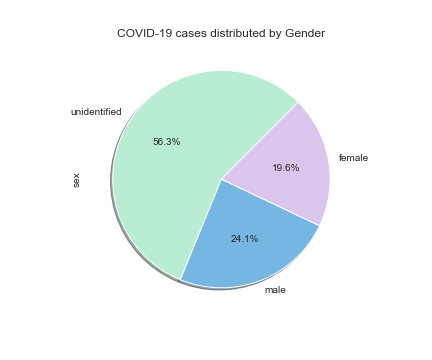 COVID-19 cases distributed by Gender
unidentified
56.3%
female
19.6%
sex
24.1%
male